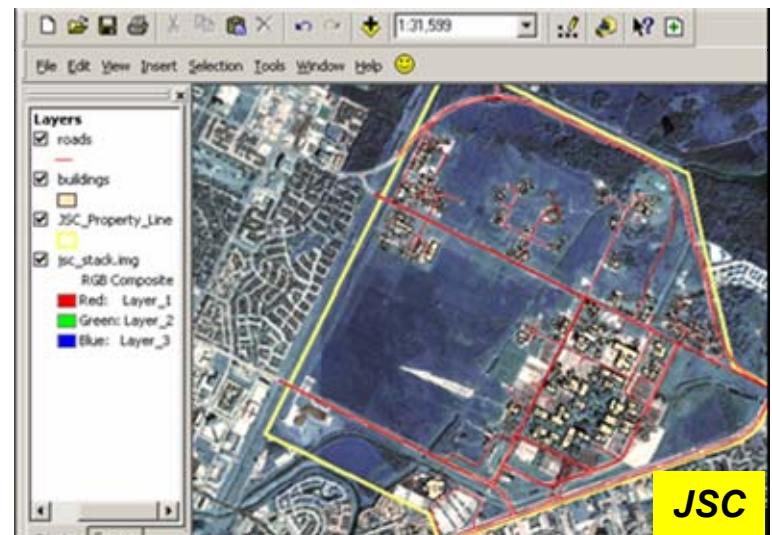 1:31,599
File Edit View Insert Selection Tools Window Help
Layers
roads
buildings
JSC_Property_Line
jsc_stack.img
RGB Composite
Red: Layer_1
Green: Layer_2
Blue: Layer_3
JSC